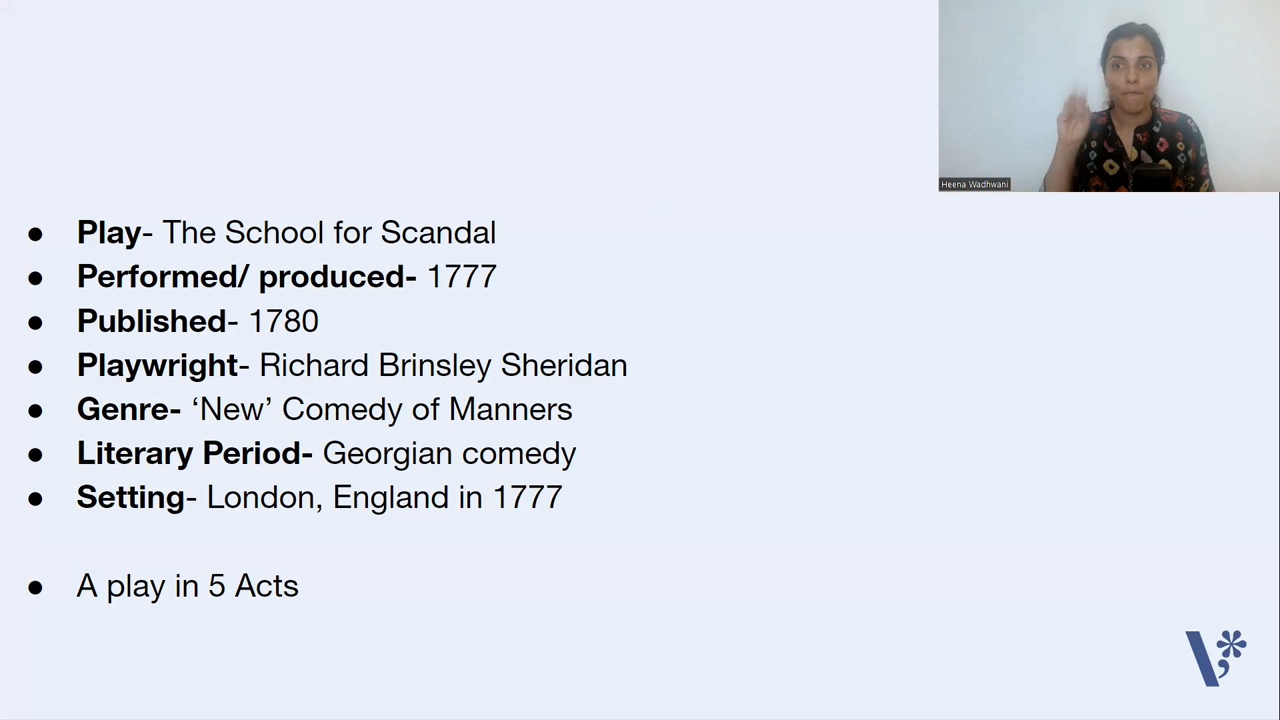 Heena Wadhwani
● Play- The School for Scandal
● Performed/ produced- 1777
● Published- 1780
● Playwright- Richard Brinsley Sheridan
● Genre- ‘New’ Comedy of Manners
● Literary Period- Georgian comedy
● Setting- London, England in 1777
● A play in 5 Acts